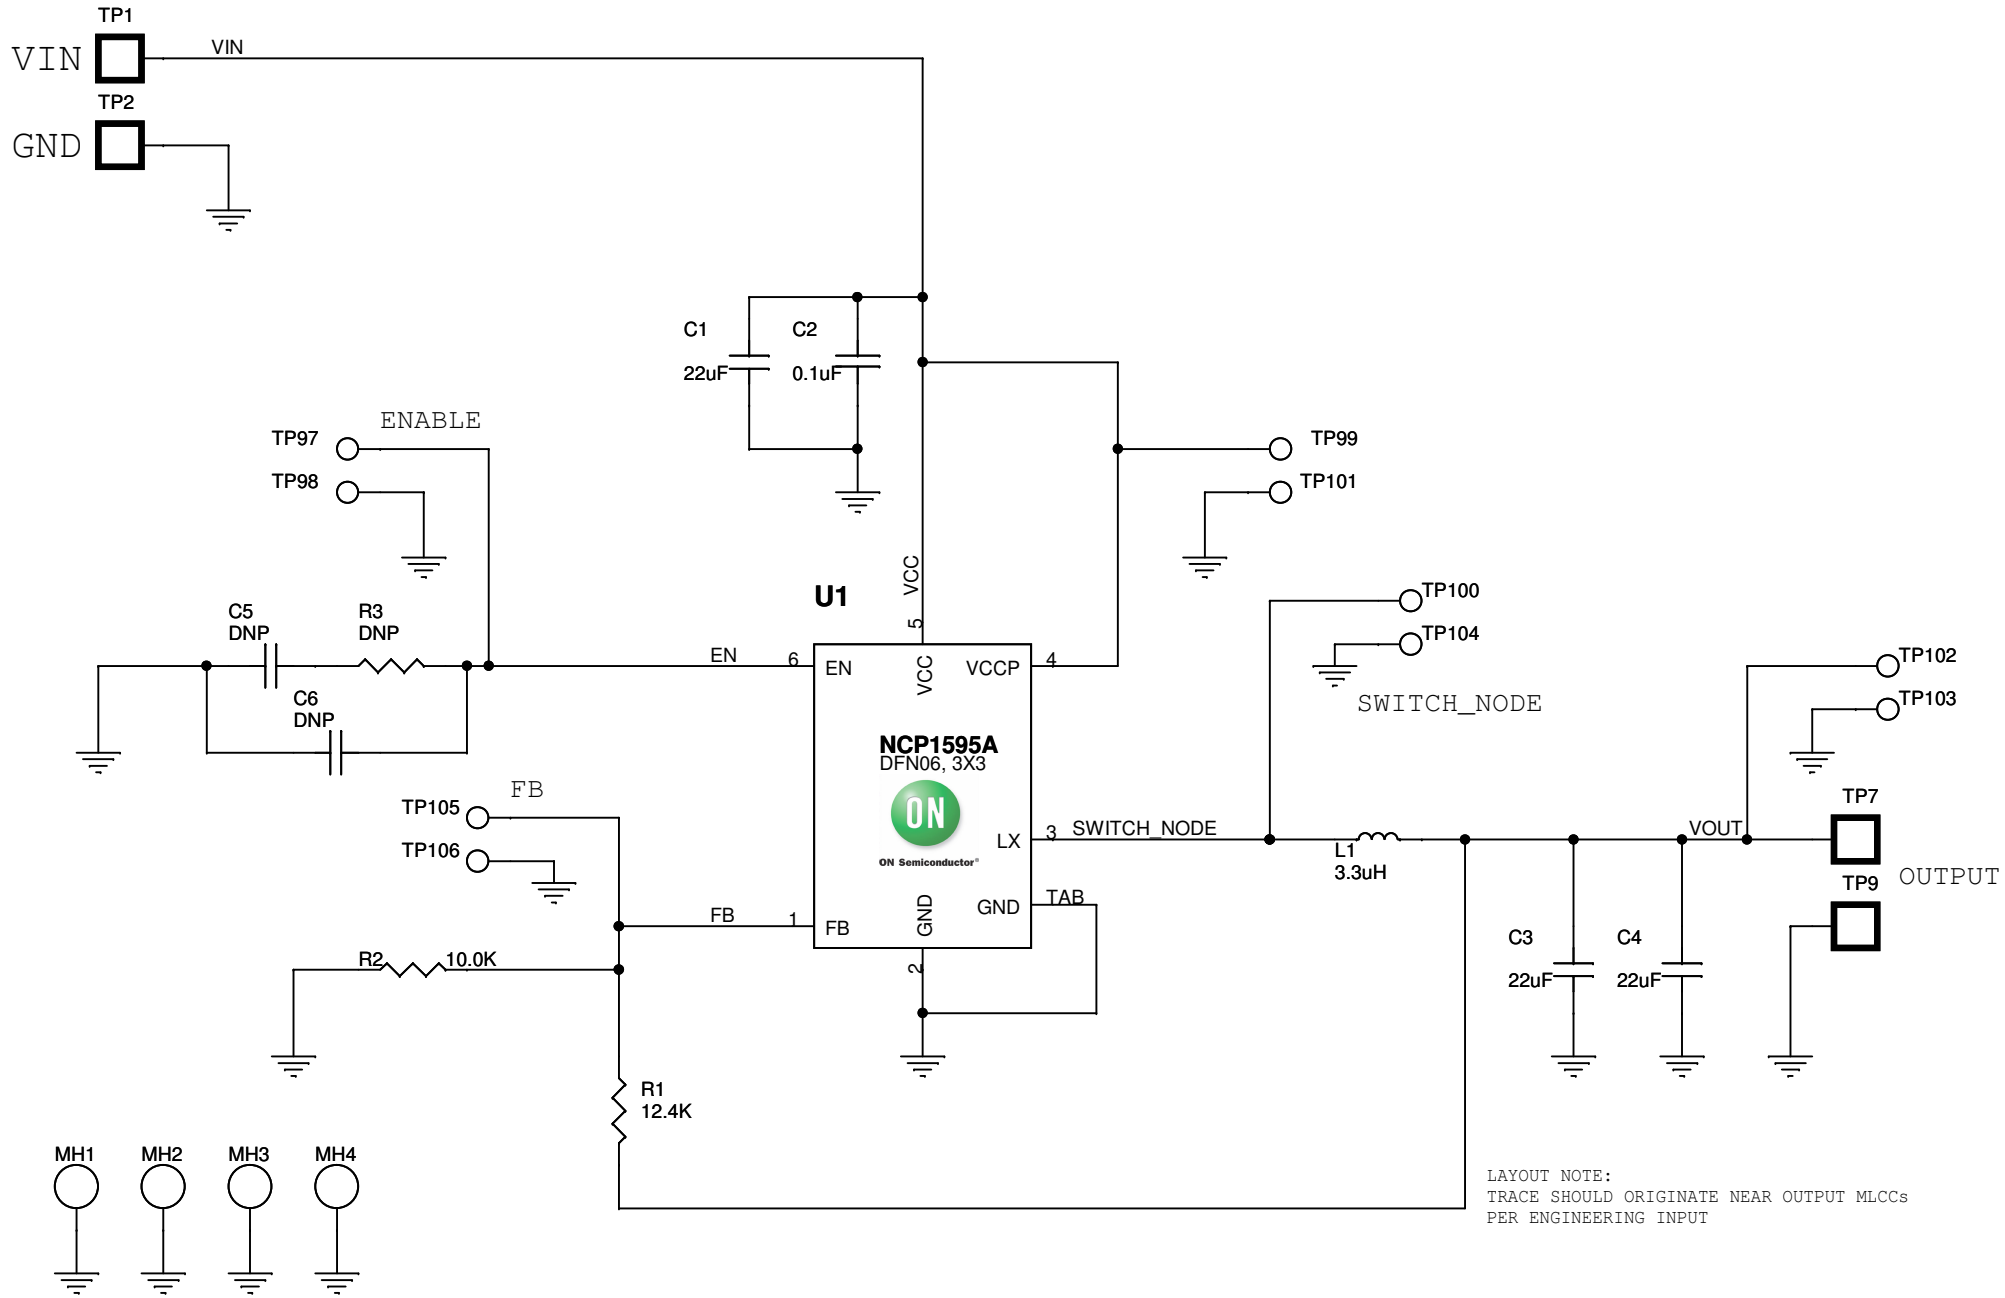 TP1
VIN
VIN
TP2
GND
C1
22uF
C2
0.1uF
ENABLE
TP97
TP98
TP99
TP101
VCC
5
U1
TP100
TP104
SWITCH_NODE
C5
DNP
R3
DNP
C6
DNP
EN
6
EN
VCC
VCCP
4
TP102
TP103
NCP1595A
DFN06, 3X3
ON
ON Semiconductor®
FB
TP105
TP106
LX
3
SWITCH_NODE
L1
3.3uH
VOUT
TP7
OUTPUT
TP9
GND
TAB
FB
1
FB
GND
2
R2
10.0K
C3
22uF
C4
22uF
R1
12.4K
MH1
MH2
MH3
MH4
LAYOUT NOTE:
TRACE SHOULD ORIGINATE NEAR OUTPUT MLCCs
PER ENGINEERING INPUT